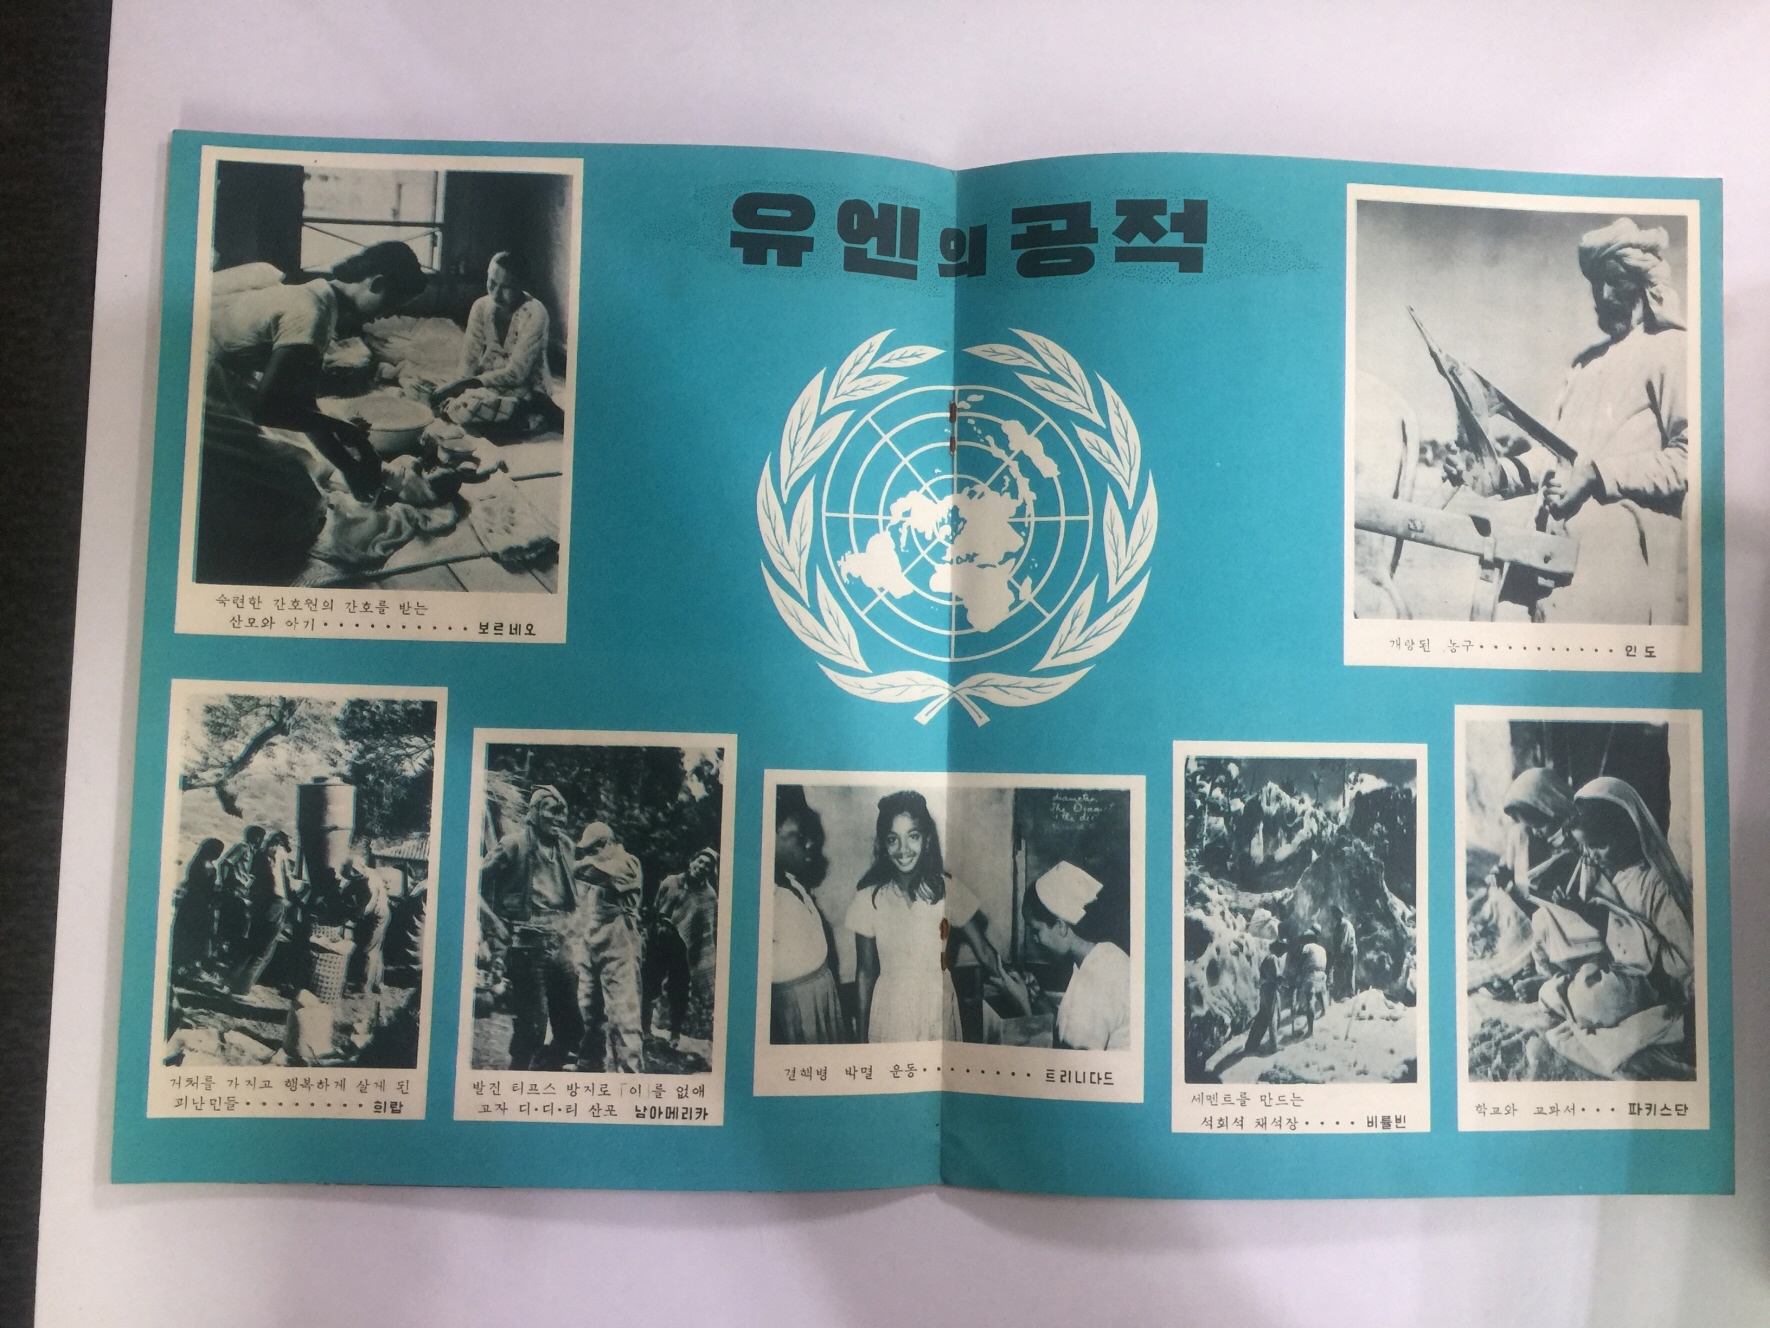 유엔의 공적
숙련한 간호원의 간호를 받는
산모와 아기·········· 보르네오
개량된 농구·········· 인도
거처를 가지고 행복하게 살게 된
피난민들········ 희랍
발진 티프스 방지로 「이」를 없애
고자 디·디·티 산포 남아메리카
diameter
The
결핵병 박멸 운동········ 트리니다드
세멘트를 만드는
석회석 채석장···· 비률빈
학교와 교과서··· 파키스단